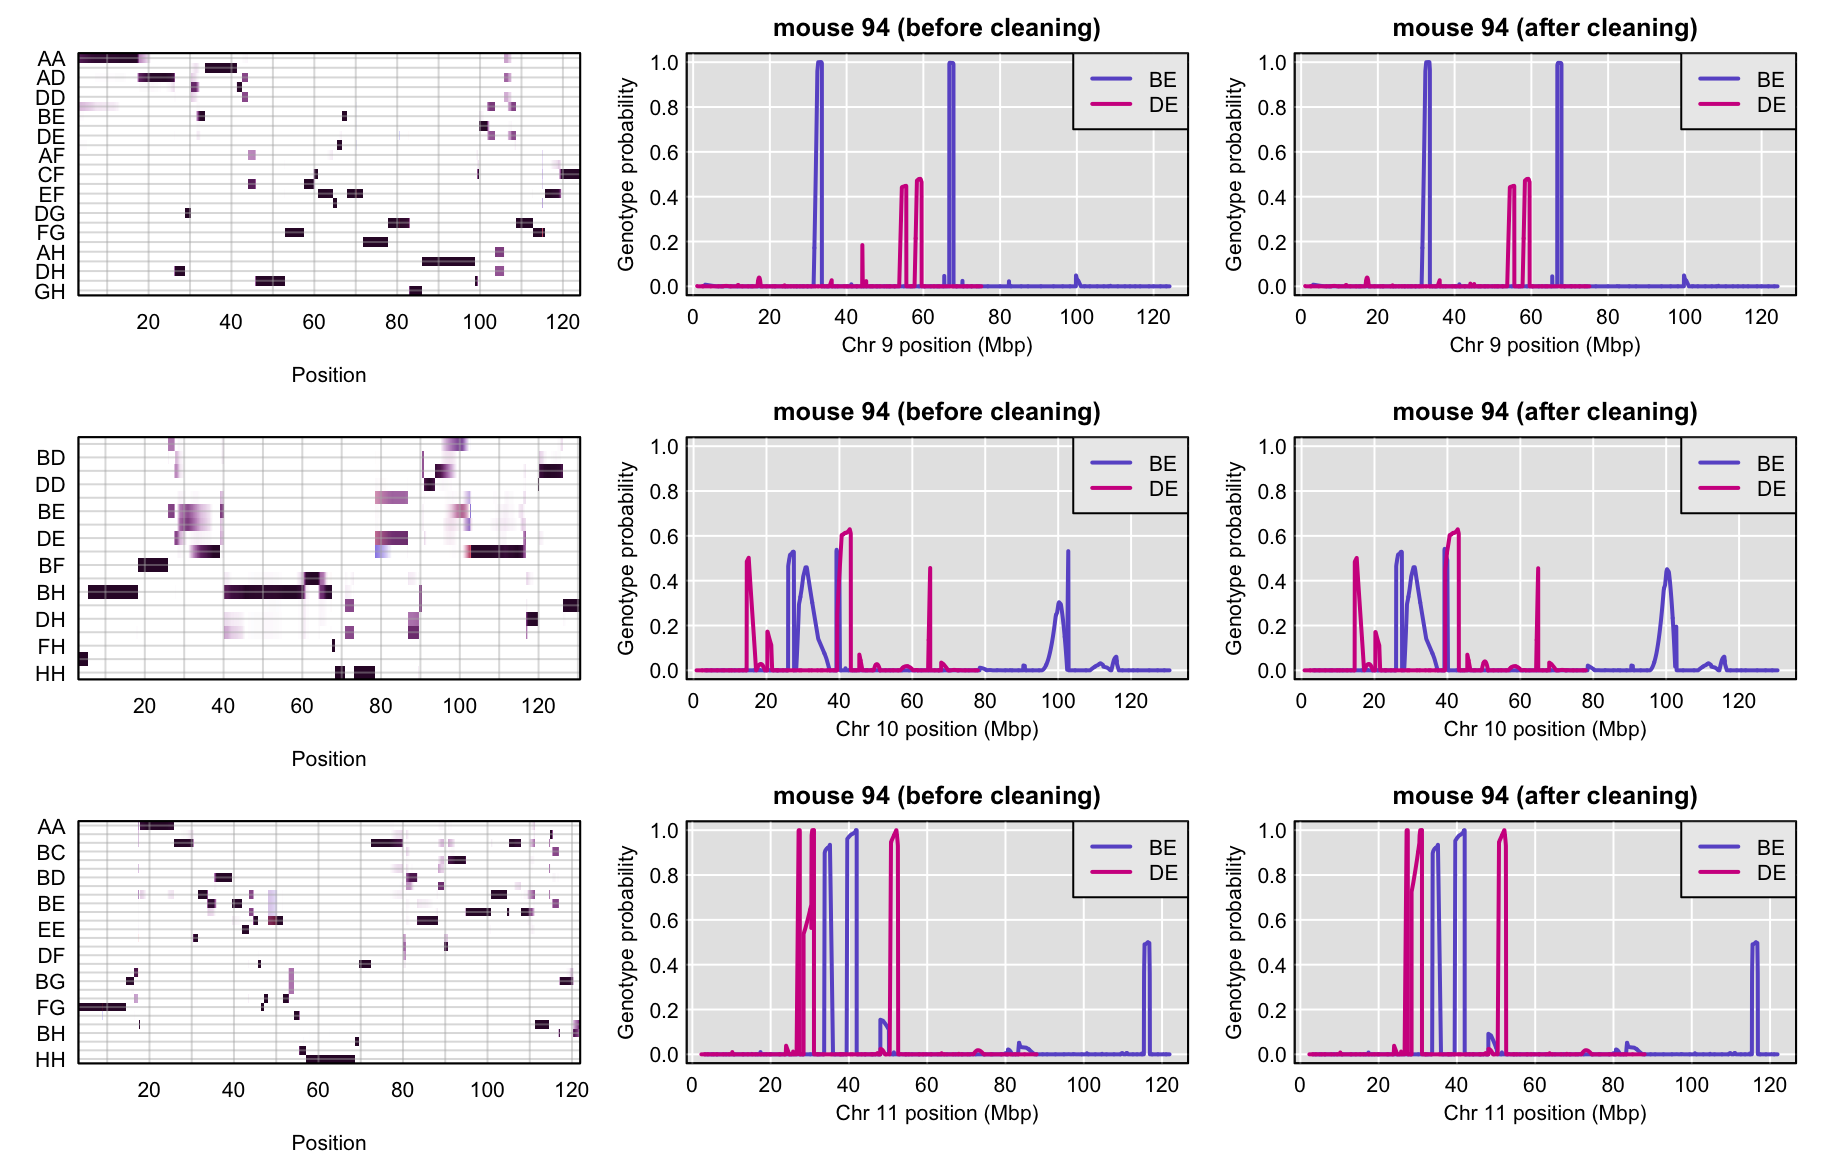 mouse 94 (before cleaning)
mouse 94 (after cleaning)
AA
AD
DD
BE
DE
AF
CF
EF
DG
FG
AH
DH
GH
20 40 60 80 100 120
Position
Genotype probability
1.0
0.8
0.6
0.4
0.2
0.0
BE
DE
0 20 40 60 80 100 120
Chr 9 position (Mbp)
Genotype probability
1.0
0.8
0.6
0.4
0.2
0.0
BE
DE
0 20 40 60 80 100 120
Chr 9 position (Mbp)
mouse 94 (before cleaning)
mouse 94 (after cleaning)
BD
DD
BE
DE
BF
BH
DH
FH
HH
20 40 60 80 100 120
Position
Genotype probability
1.0
0.8
0.6
0.4
0.2
0.0
BE
DE
0 20 40 60 80 100 120
Chr 10 position (Mbp)
Genotype probability
1.0
0.8
0.6
0.4
0.2
0.0
BE
DE
0 20 40 60 80 100 120
Chr 10 position (Mbp)
mouse 94 (before cleaning)
mouse 94 (after cleaning)
AA
BC
BD
BE
EE
DF
BG
FG
BH
HH
20 40 60 80 100 120
Position
Genotype probability
1.0
0.8
0.6
0.4
0.2
0.0
BE
DE
0 20 40 60 80 100 120
Chr 11 position (Mbp)
Genotype probability
1.0
0.8
0.6
0.4
0.2
0.0
BE
DE
0 20 40 60 80 100 120
Chr 11 position (Mbp)